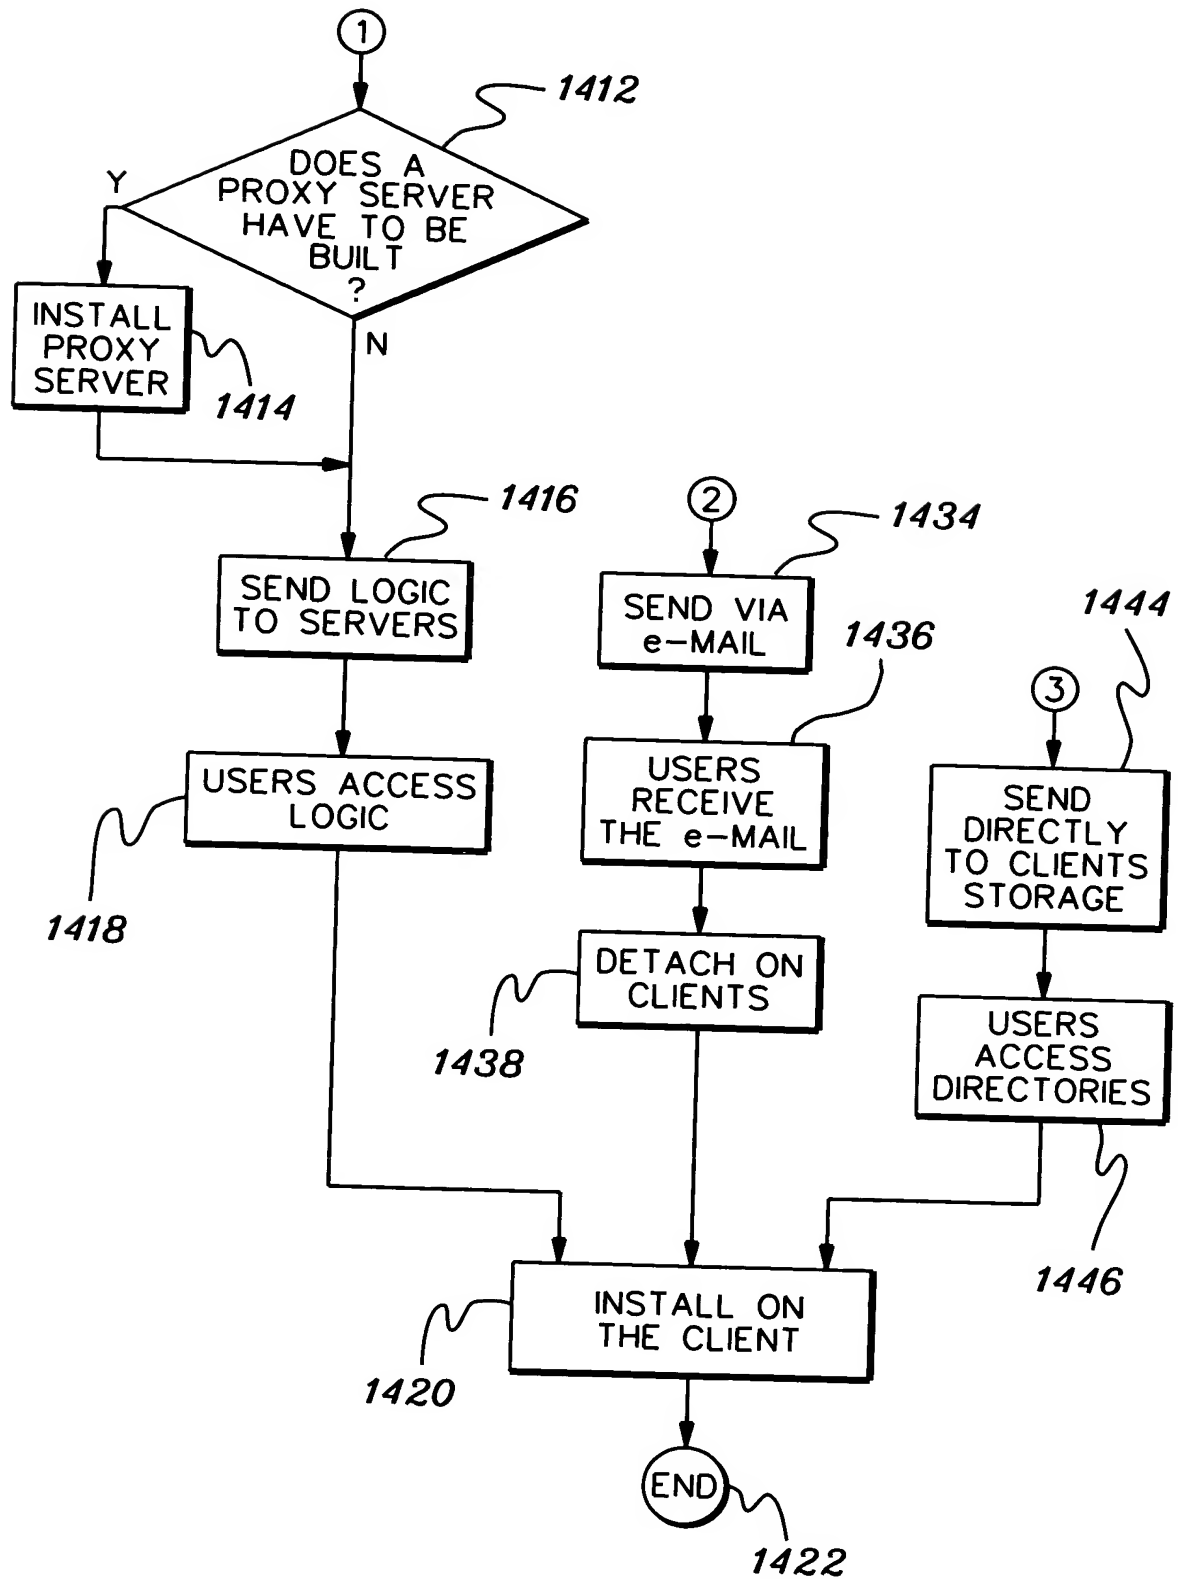 1
1412
DOES A
PROXY SERVER
HAVE TO BE
BUILT
?
Y
N
INSTALL
PROXY
SERVER
1414
1416
SEND LOGIC
TO SERVERS
USERS ACCESS
LOGIC
1418
2
1434
SEND VIA
e-MAIL
1436
USERS
RECEIVE
THE e-MAIL
DETACH ON
CLIENTS
1438
1444
3
SEND
DIRECTLY
TO CLIENTS
STORAGE
USERS
ACCESS
DIRECTORIES
1446
INSTALL ON
THE CLIENT
1420
END
1422